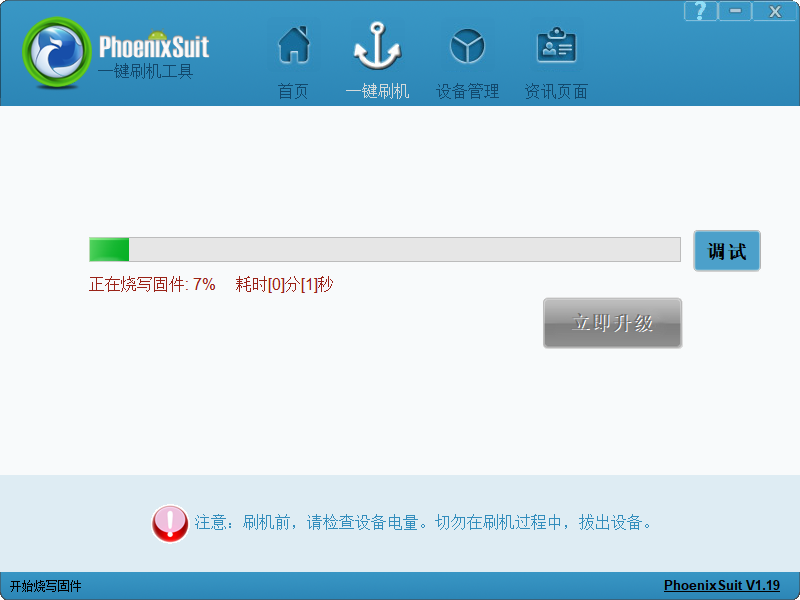 PhoenixSuit
一键刷机工具
首页
一键刷机
设备管理
资讯页面
调试
正在烧写固件: 7% 耗时[0]分[1]秒
立即升级
注意：刷机前，请检查设备电量。切勿在刷机过程中，拔出设备。
开始烧写固件
PhoenixSuit V1.19